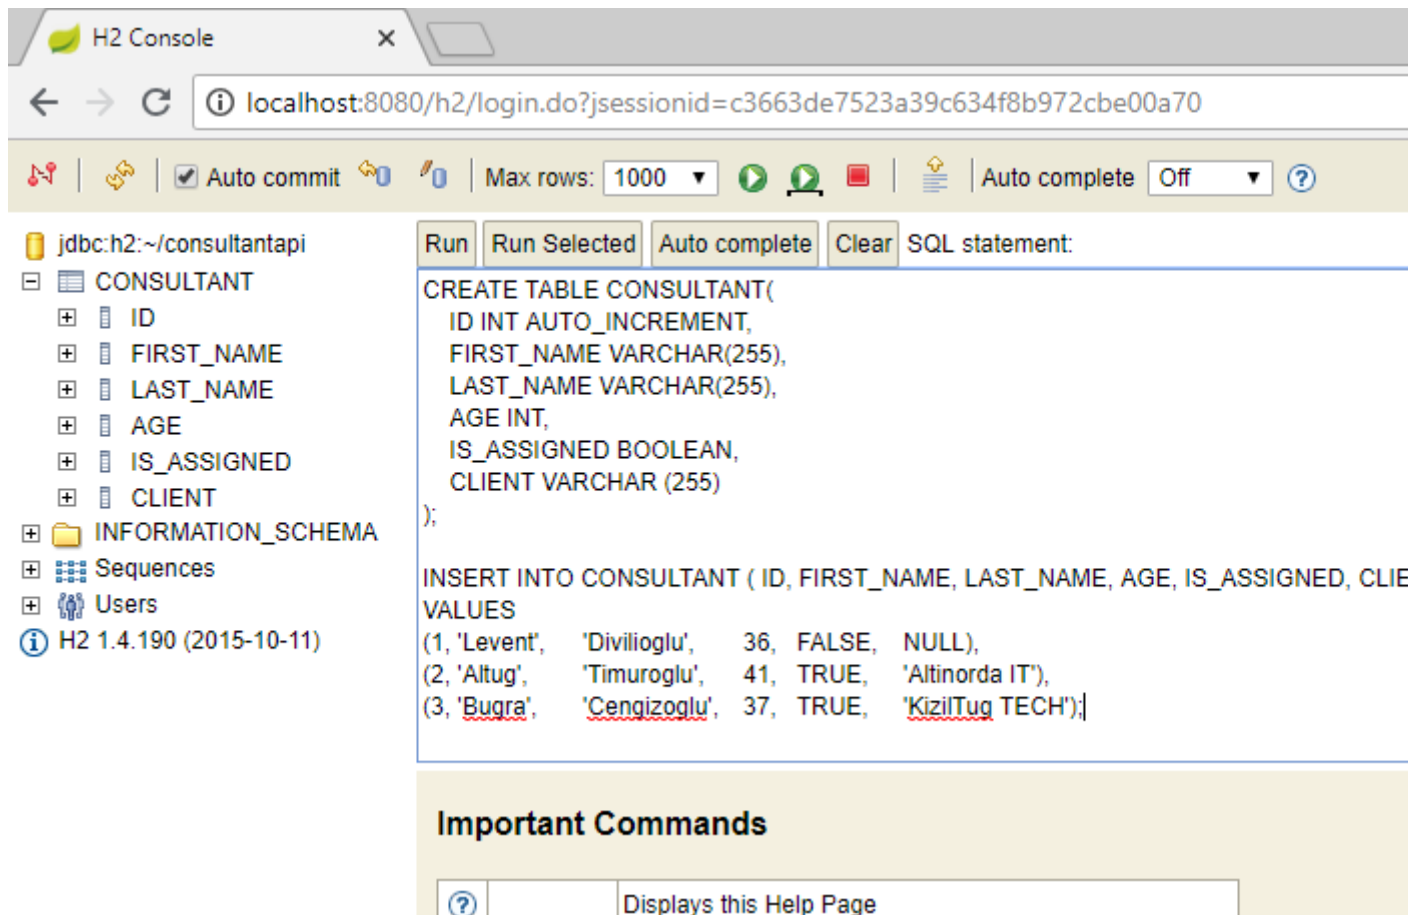 H2 Console
localhost:8080/h2/login.do?jsessionid=c3663de7523a39c634f8b972cbe00a70
Auto commit Max rows: 1000 Auto complete Off
jdbc:h2:~/consultantapi
CONSULTANT
ID
FIRST_NAME
LAST_NAME
AGE
IS_ASSIGNED
CLIENT
INFORMATION_SCHEMA
Sequences
Users
H2 1.4.190 (2015-10-11)
Run Run Selected Auto complete Clear SQL statement:
CREATE TABLE CONSULTANT(
ID INT AUTO_INCREMENT,
FIRST_NAME VARCHAR(255),
LAST_NAME VARCHAR(255),
AGE INT,
IS_ASSIGNED BOOLEAN,
CLIENT VARCHAR (255)
);
INSERT INTO CONSULTANT ( ID, FIRST_NAME, LAST_NAME, AGE, IS_ASSIGNED, CLIE
VALUES
(1, 'Levent', 'Divilioglu', 36, FALSE, NULL),
(2, 'Altug', 'Timuroglu', 41, TRUE, 'Altinorda IT'),
(3, 'Bugra', 'Cengizoglu', 37, TRUE, 'KizilTug TECH');
Important Commands
Displays this Help Page